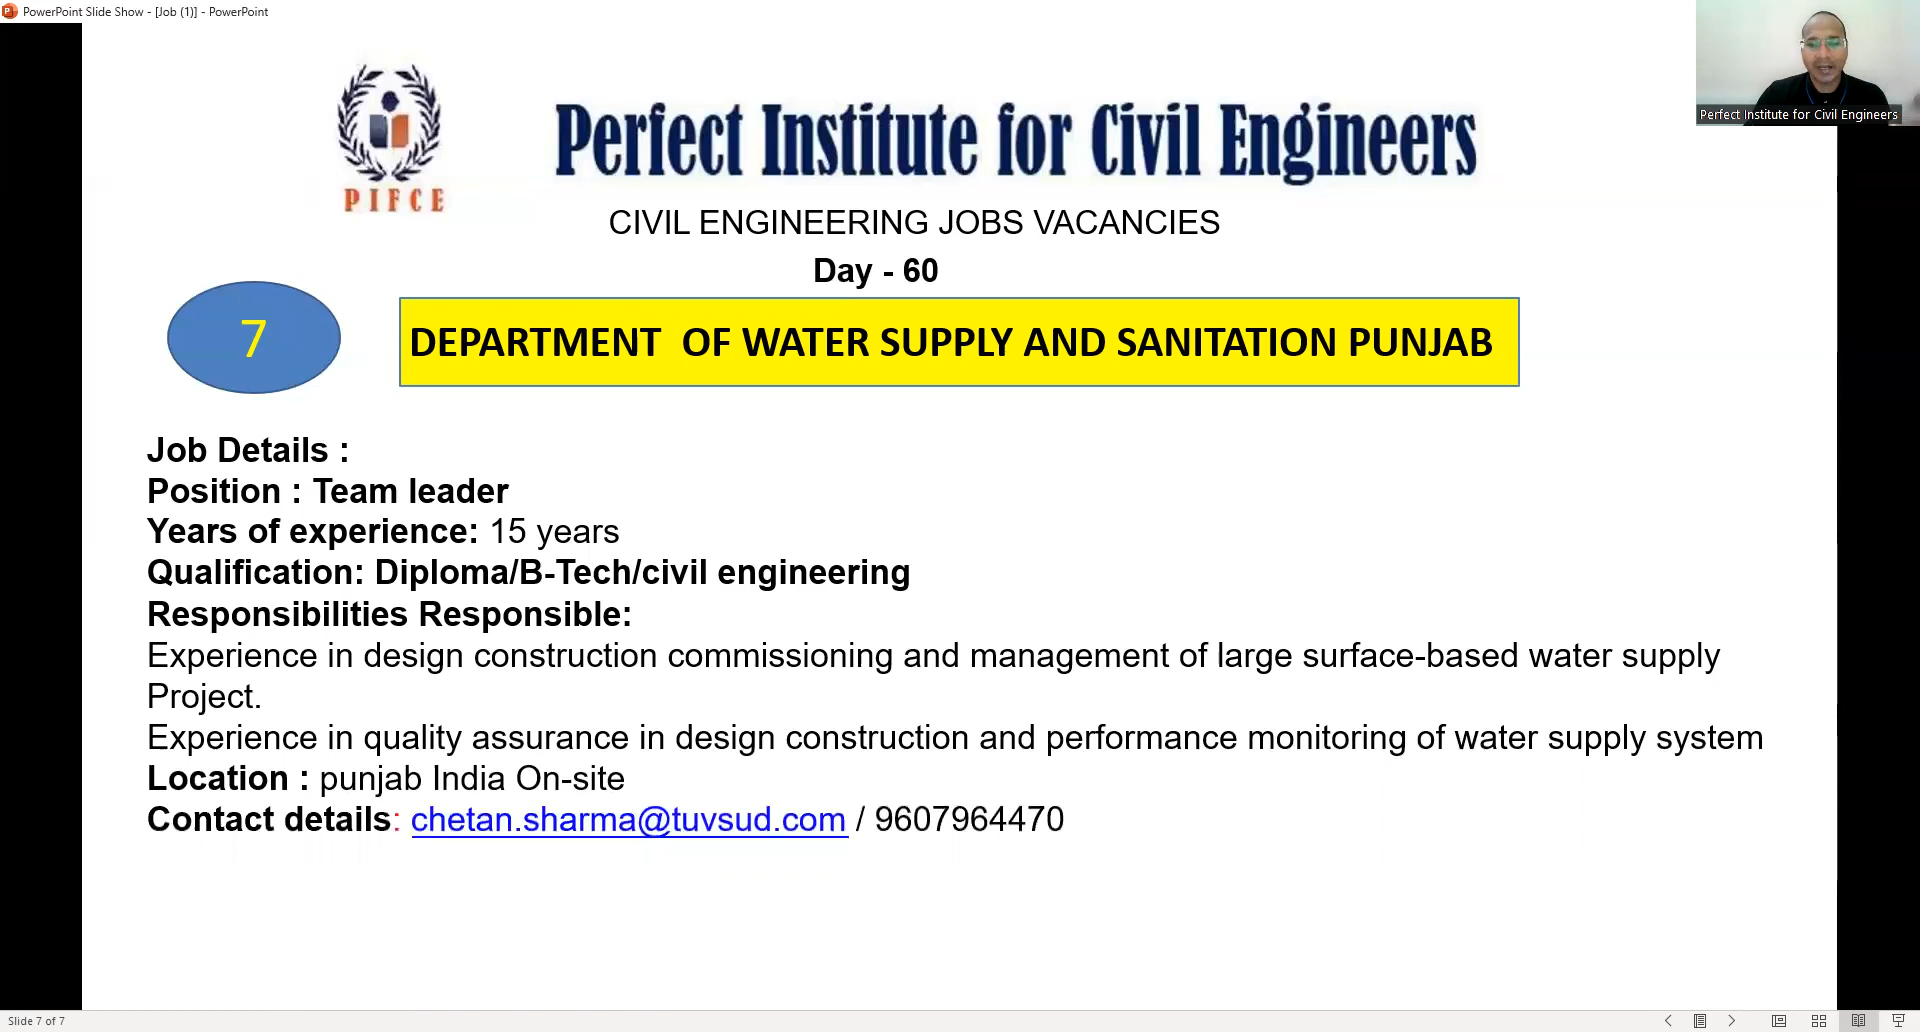 PowerPoint Slide Show - [Job (1)] - PowerPoint
Perfect Institute for Civil Engineers
PIFCE
Perfect Institute for Civil Engineers
CIVIL ENGINEERING JOBS VACANCIES
Day - 60
7
DEPARTMENT  OF WATER SUPPLY AND SANITATION PUNJAB
Job Details :
Position : Team leader
Years of experience: 15 years
Qualification: Diploma/B-Tech/civil engineering
Responsibilities Responsible:
Experience in design construction commissioning and management of large surface-based water supply
Project.
Experience in quality assurance in design construction and performance monitoring of water supply system
Location : punjab India On-site
Contact details: chetan.sharma@tuvsud.com / 9607964470
Slide 7 of 7